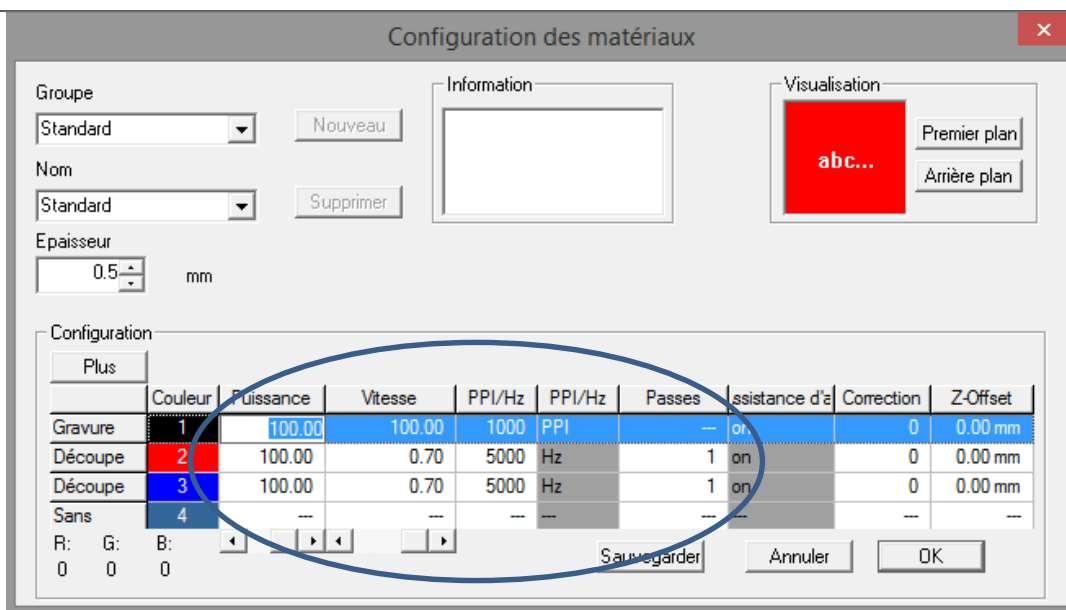 Configuration des matériaux
Groupe
Standard
Nouveau
Nom
Standard
Supprimer
Epaisseur
0.5 mm
Information
Visualisation
abc...
Premier plan
Arrière plan
Configuration
Plus
Couleur Puissance Vitesse PPI/Hz PPI/Hz Passes ssistance d'a Correction Z-Offset
Gravure 1 100.00 100.00 1000 PPI --- on 0 0.00 mm
Découpe 2 100.00 0.70 5000 Hz 1 on 0 0.00 mm
Découpe 3 100.00 0.70 5000 Hz 1 on 0 0.00 mm
Sans 4 --- --- --- --- --- --- --- ---
R: G: B:
0 0 0
Sauvegarder Annuler OK